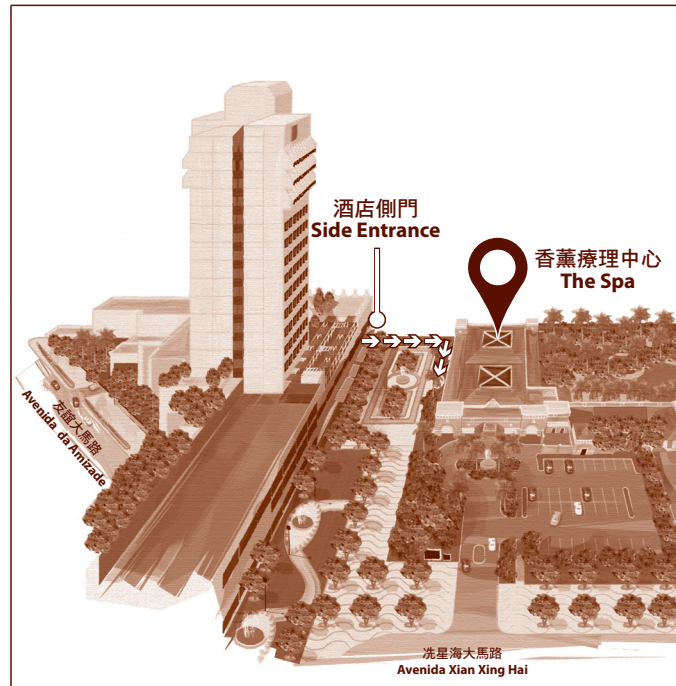 酒店側門
Side Entrance
香薰療理中心
The Spa
友誼大馬路
Avenida da Amizade
冼星海大馬路
Avenida Xian Xing Hai